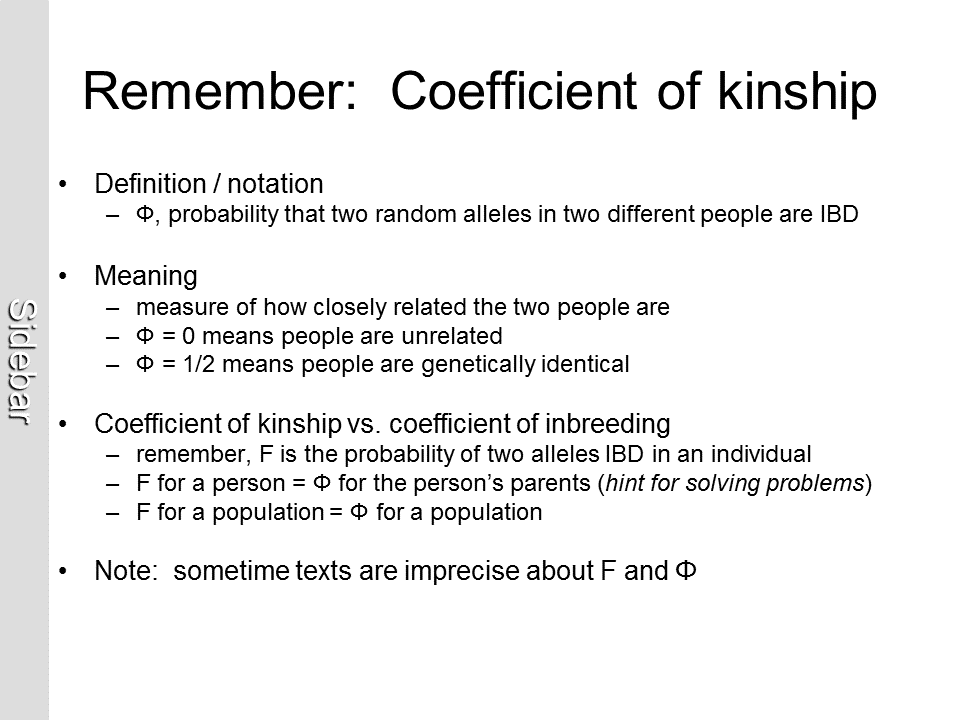 Remember:  Coefficient of kinship
• Definition / notation
– Φ, probability that two random alleles in two different people are IBD
• Meaning
– measure of how closely related the two people are
– Φ = 0 means people are unrelated
– Φ = 1/2 means people are genetically identical
• Coefficient of kinship vs. coefficient of inbreeding
– remember, F is the probability of two alleles IBD in an individual
– F for a person = Φ for the person's parents (hint for solving problems)
– F for a population = Φ for a population
• Note:  sometime texts are imprecise about F and Φ
Sidebar